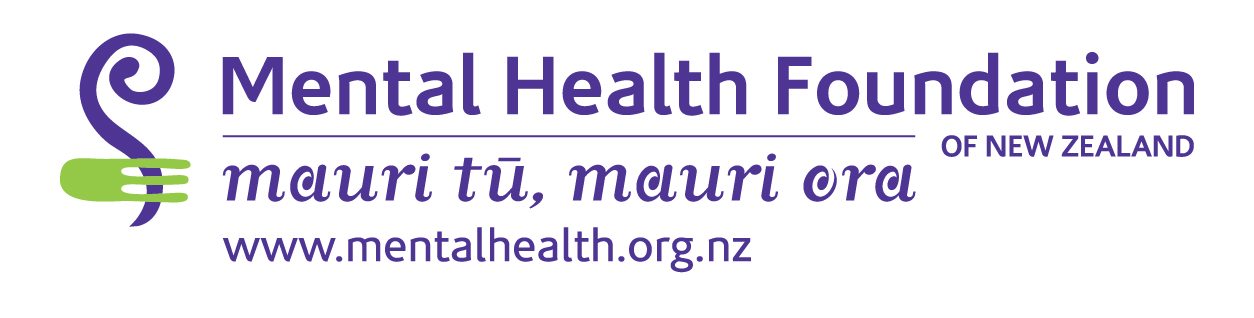 Mental Health Foundation
OF NEW ZEALAND
mauri tū, mauri ora
www.mentalhealth.org.nz